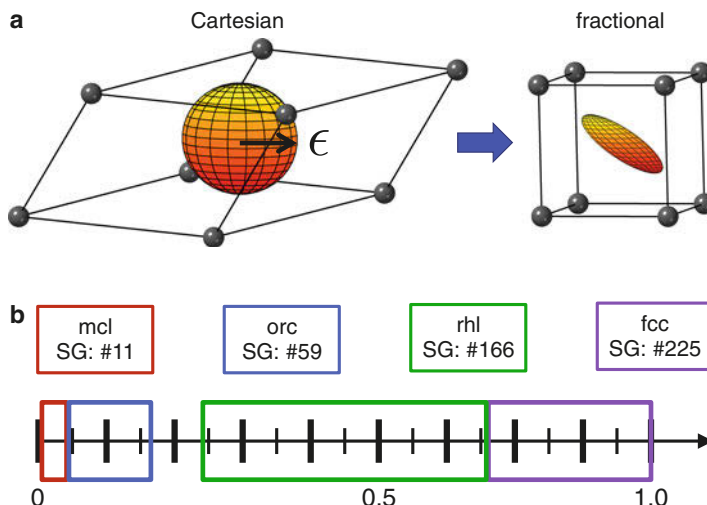 a
Cartesian
fractional
ϵ
b
mcl
SG: #11
orc
SG: #59
rhl
SG: #166
fcc
SG: #225
0
0.5
1.0